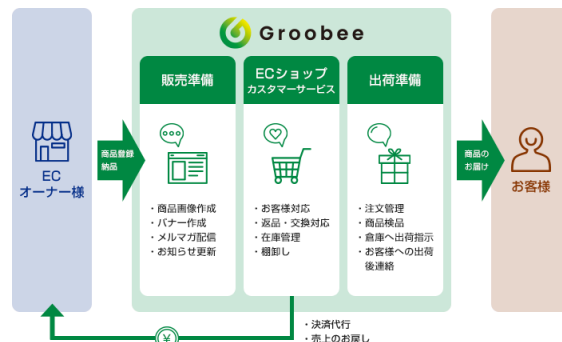 Groobee
EC
オーナー様
商品登録
納品
販売準備
・商品画像作成
・バナー作成
・メルマガ配信
・お知らせ更新
ECショップ
カスタマーサービス
・お客様対応
・返品・交換対応
・在庫管理
・棚卸し
出荷準備
・注文管理
・商品検品
・倉庫へ出荷指示
・お客様への出荷
後連絡
商品の
お届け
お客様
¥
・決済代行
・売上のお戻し